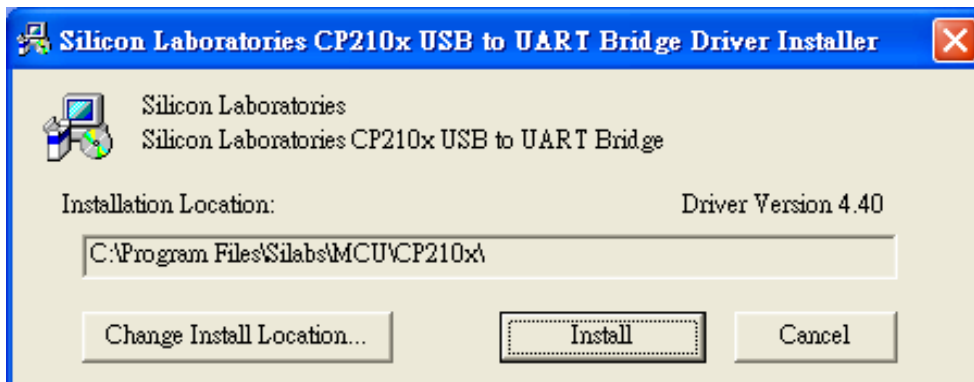 Silicon Laboratories CP210x USB to UART Bridge Driver Installer
Silicon Laboratories
Silicon Laboratories CP210x USB to UART Bridge
Installation Location:
Driver Version 4.40
C:\Program Files\Silabs\MCU\CP210x\
Change Install Location...
Install
Cancel